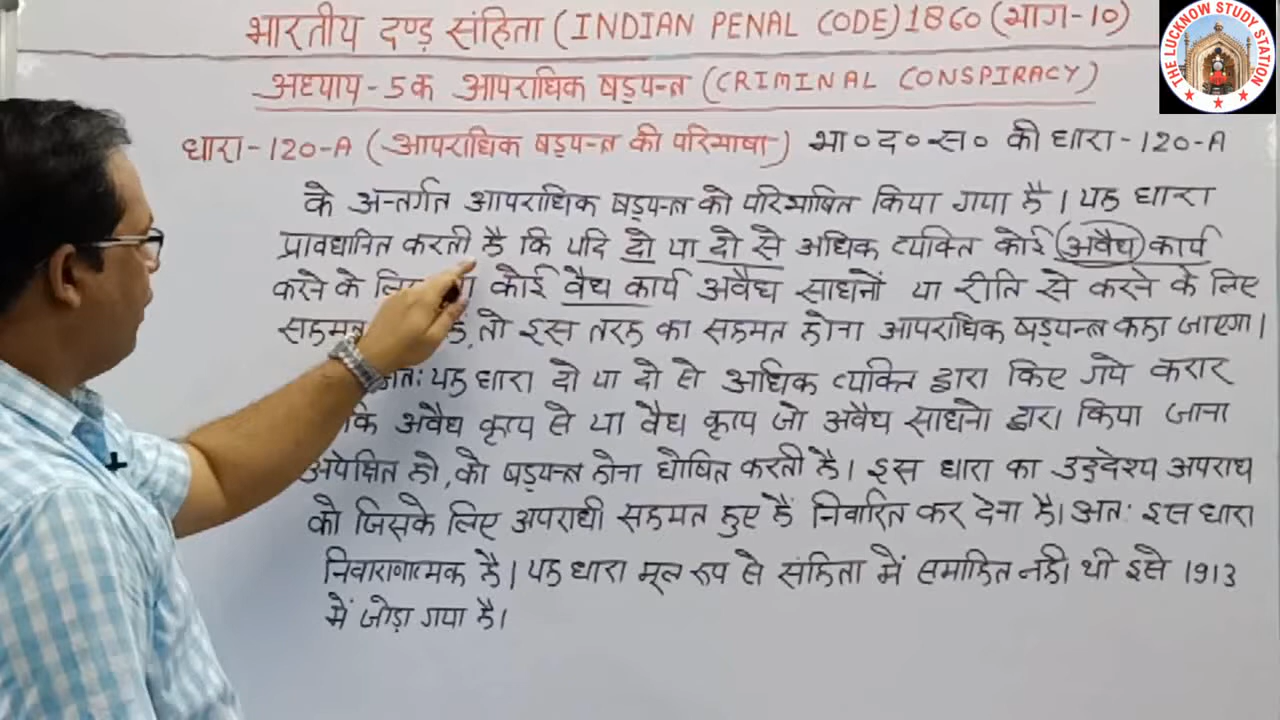 भारतीय दण्ड़ संहिता (INDIAN PENAL CODE) 1860 (भाग-10)
अध्याय-5क आपराधिक षड़यन्त्र (CRIMINAL CONSPIRACY)
धारा-120-A (आपराधिक षड़यन्त्र की परिभाषा) भा०द०स० की धारा-120-A
के अन्तर्गत आपराधिक षड़यन्त्र को परिभाषित किया गया है। यह धारा
प्रावधानित करती है कि यदि दो या दो से अधिक व्यक्ति कोई अवैध कार्य
करने के कोई वैध कार्य अवैध साधनों या रीति से करने के लिए
सहमत तो इस तरह का सहमत होना आपराधिक षड़यन्त्र कहा जाएगा।
अतः यह धारा दो या दो से अधिक व्यक्ति द्वारा किए गये करार
अवैध कृत्य से या वैध कृत्य जो अवैध साधनो द्वारा किया जाना
अपेक्षित हो, को षड़यन्त्र होना घोषित करती है। इस धारा का उद्देश्य अपराध
को जिसके लिए अपराधी सहमत हुए हैं निवारित कर देना है। अतः इस धारा
निवाराणात्मक है। यह धारा मूल रूप से संहिता में समाहित नही थी इसे 1913
में जोड़ा गया है।
THE LUCKNOW STUDY STATION